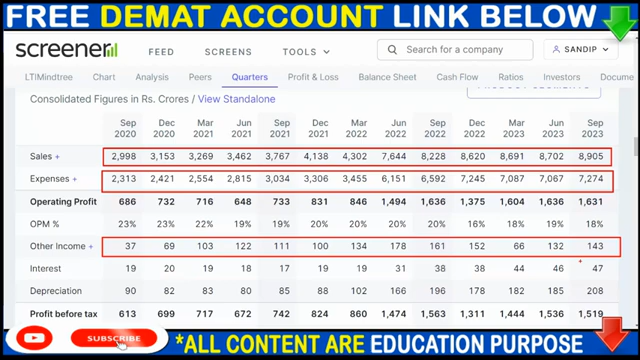 FREE DEMAT ACCOUNT LINK BELOW
screener FEED SCREENS TOOLS Search for a company SANDIP
LTIMindtree Chart Analysis Peers Quarters Profit & Loss Balance Sheet Cash Flow Ratios Investors Docume
Consolidated Figures in Rs. Crores / View Standalone PRODUCT SEGMENTS
Sep 2020 Dec 2020 Mar 2021 Jun 2021 Sep 2021 Dec 2021 Mar 2022 Jun 2022 Sep 2022 Dec 2022 Mar 2023 Jun 2023 Sep 2023
Sales + 2,998 3,153 3,269 3,462 3,767 4,138 4,302 7,644 8,228 8,620 8,691 8,702 8,905
Expenses + 2,313 2,421 2,554 2,815 3,034 3,306 3,455 6,151 6,592 7,245 7,087 7,067 7,274
Operating Profit 686 732 716 648 733 831 846 1,494 1,636 1,375 1,604 1,636 1,631
OPM % 23% 23% 22% 19% 19% 20% 20% 20% 20% 16% 18% 19% 18%
Other Income + 37 69 103 122 111 100 134 178 161 152 66 132 143
Interest 19 20 19 18 17 19 19 31 38 38 44 46 47
Depreciation 90 82 83 80 85 88 102 166 196 178 182 185 208
Profit before tax 613 699 717 672 742 824 860 1,474 1,563 1,311 1,444 1,536 1,519
SUBSCRIBE *ALL CONTENT ARE EDUCATION PURPOSE